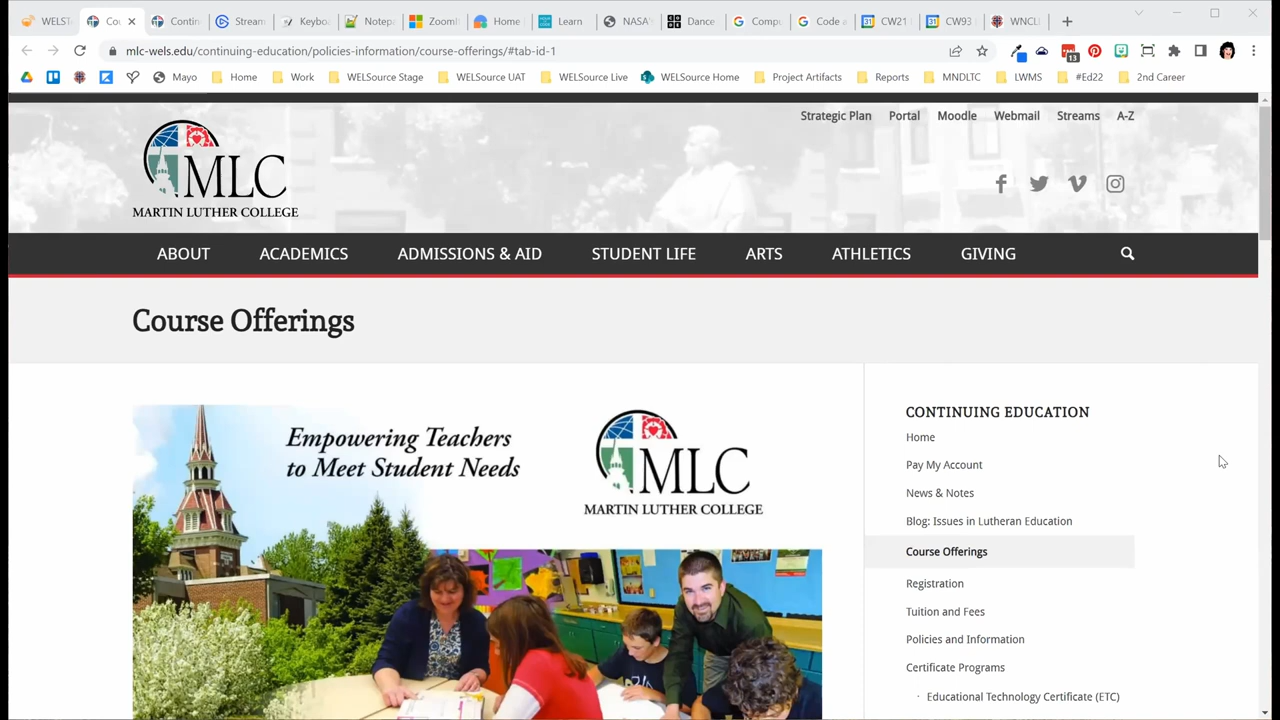 WELST
Cou
Contin
Stream
Keybo
Notep
Zoomi
Home
Learn
NASA'
Dance
Compu
Code a
CW21
CW93
WNCL
mlc-wels.edu/continuing-education/policies-information/course-offerings/#tab-id-1
13
Mayo
Home
Work
WELSource Stage
WELSource UAT
WELSource Live
WELSource Home
Project Artifacts
Reports
MNDLTC
LWMS
#Ed22
2nd Career
Strategic Plan
Portal
Moodle
Webmail
Streams
A-Z
MLC
MARTIN LUTHER COLLEGE
ABOUT
ACADEMICS
ADMISSIONS & AID
STUDENT LIFE
ARTS
ATHLETICS
GIVING
Course Offerings
Empowering Teachers
to Meet Student Needs
MLC
MARTIN LUTHER COLLEGE
CONTINUING EDUCATION
Home
Pay My Account
News & Notes
Blog: Issues in Lutheran Education
Course Offerings
Registration
Tuition and Fees
Policies and Information
Certificate Programs
Educational Technology Certificate (ETC)